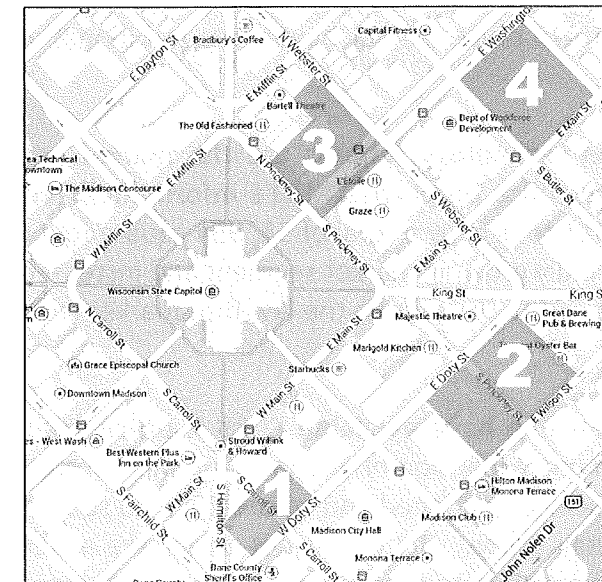 Bradbury's Coffee
Capital Fitness
E Dayton St
N Webster St
E Washington
E Mifflin St
4
Bartell Theatre
The Old Fashioned
Dept of Workforce
Development
E Main St
3
ea Technical
owntown
E Mifflin St
N Pinckney St
L'Etoile
S Butler St
The Madison Concourse
Graze
S Webster St
W Mifflin St
S Pinckney St
E Main St
Wisconsin State Capitol
King St
King S
N Carroll St
E Main St
Majestic Theatre
Great Dane
Pub & Brewing
Marigold Kitchen
E Doty St
Oyster Bar
2
Grace Episcopal Church
Starbucks
S Pinckney St
E Wilson St
Downtown Madison
S Carroll St
W Main St
es - West Wash
Stroud Willink
& Howard
Best Western Plus
Inn on the Park
Hilton Madison
Monona Terrace
1
S Carroll St
151
W Main St
S Hamilton St
W Doty St
S Fairchild St
Madison City Hall
Madison Club
John Nolen Dr
Dane County
Sheriff's Office
S Carroll St
Monona Terrace